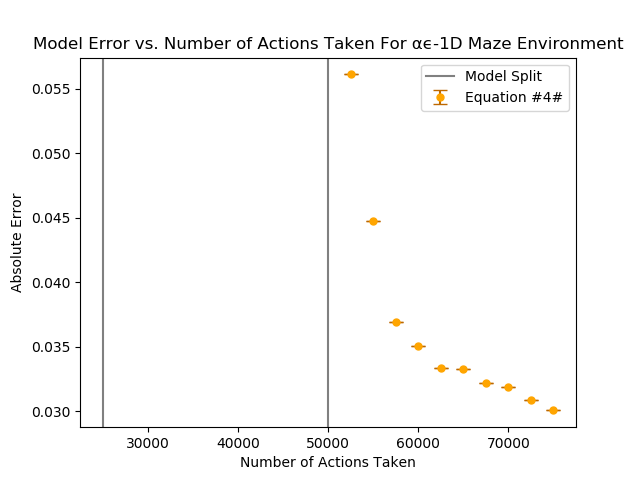 Model Error vs. Number of Actions Taken For αϵ-1D Maze Environment
Model Split
Equation #4#
0.055
0.050
0.045
0.040
0.035
0.030
Absolute Error
30000 40000 50000 60000 70000
Number of Actions Taken